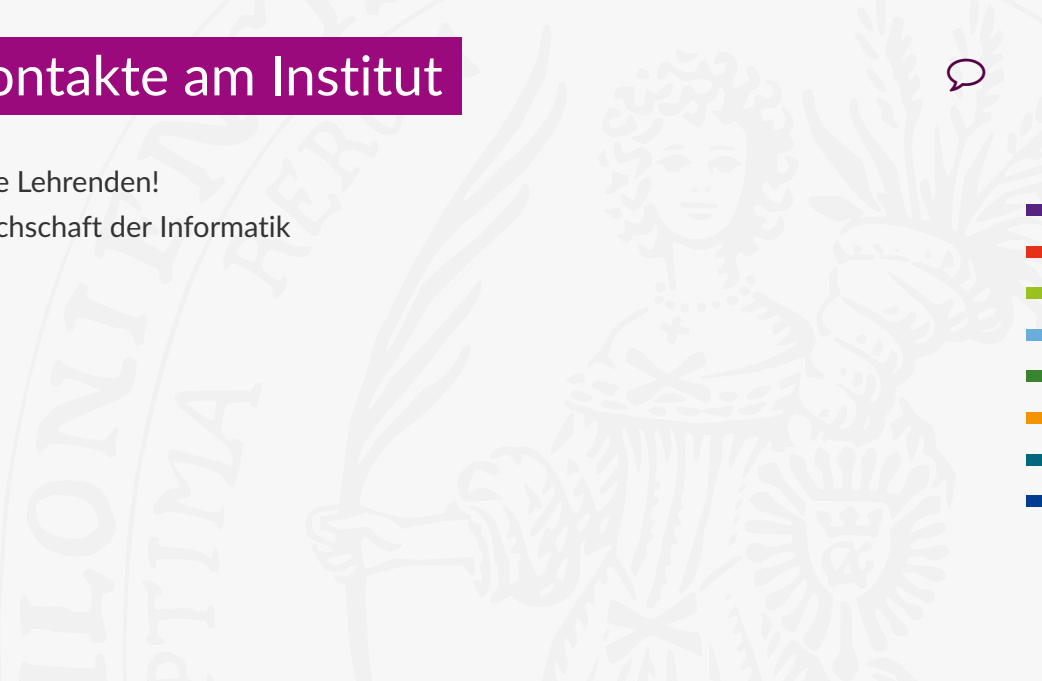 ontakte am Institut
e Lehrenden!
chschaft der Informatik